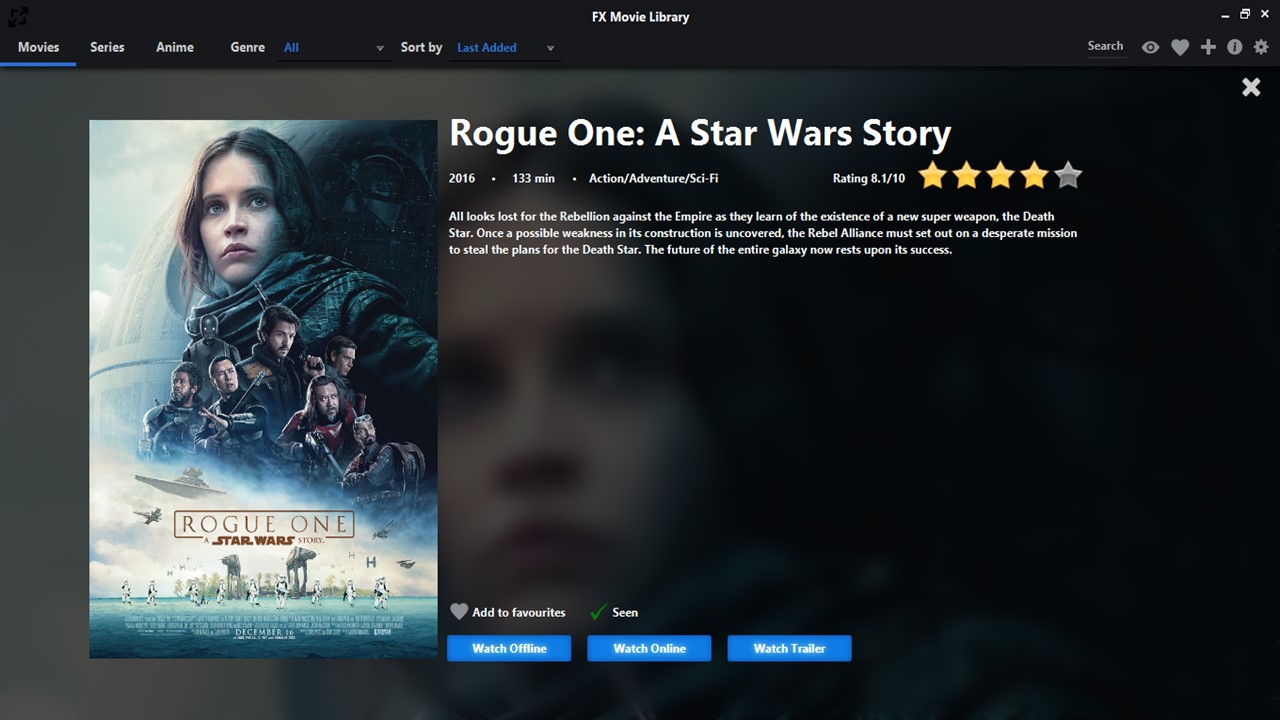 FX Movie Library
Movies Series Anime Genre All Sort by Last Added Search
Rogue One: A Star Wars Story
2016 • 133 min • Action/Adventure/Sci-Fi Rating 8.1/10
All looks lost for the Rebellion against the Empire as they learn of the existence of a new super weapon, the Death
Star. Once a possible weakness in its construction is uncovered, the Rebel Alliance must set out on a desperate mission
to steal the plans for the Death Star. The future of the entire galaxy now rests upon its success.
ROGUE ONE
A STAR WARS STORY
DECEMBER 16
Add to favourites Seen
Watch Offline Watch Online Watch Trailer